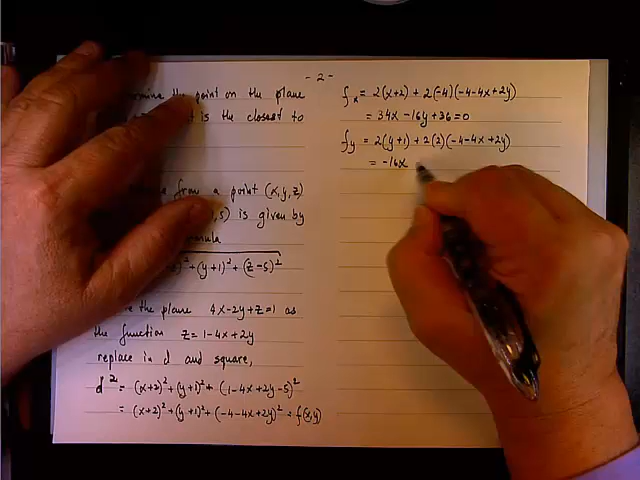 - 2 -
point on the plane
is the closest to
from a point (x,y,z)
,5) is given by
)² + (y+1)² + (z-5)²
the plane 4x-2y+z=1 as
the function z=1-4x+2y
replace in d and square,
d² = (x+2)² + (y+1)² + (1-4x+2y-5)²
= (x+2)² + (y+1)² + (-4-4x+2y)² = f(x,y)
fx = 2(x+2) + 2(-4)(-4-4x+2y)
= 34x - 16y + 36 = 0
fy = 2(y+1) + 2(2)(-4-4x+2y)
= -16x